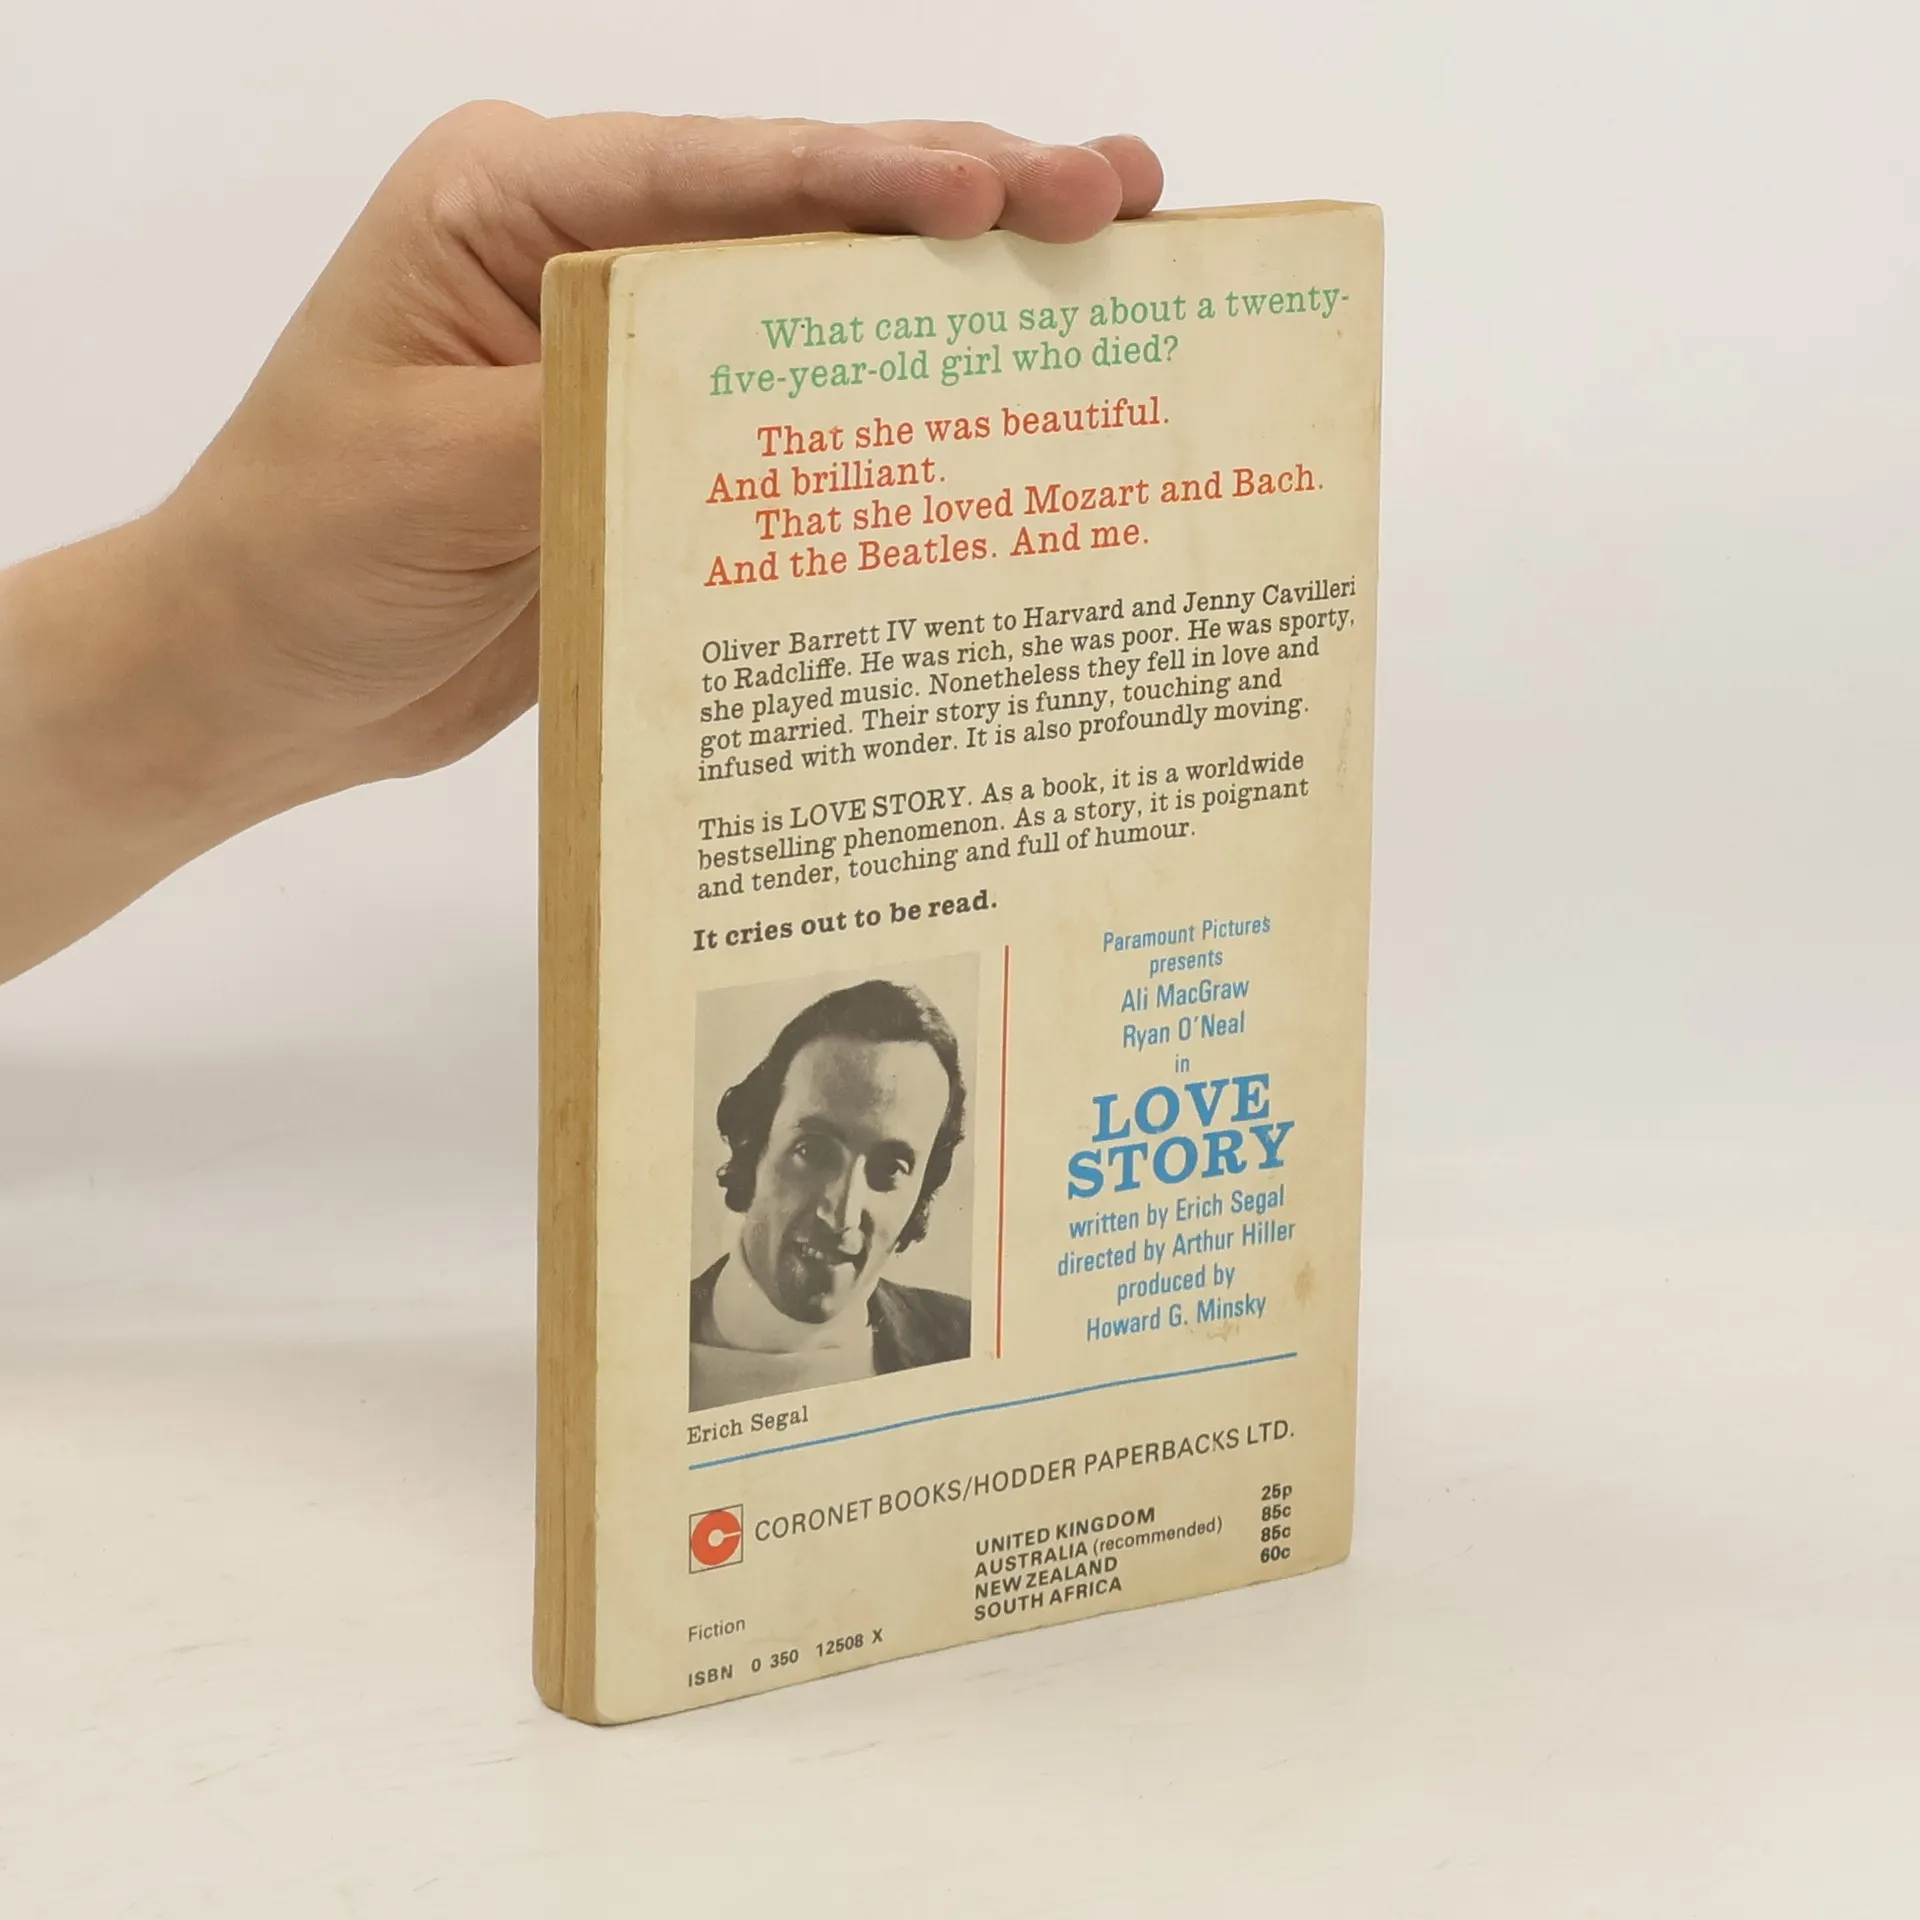 What can you say about a twenty-
five-year-old girl who died?
That she was beautiful.
And brilliant.
That she loved Mozart and Bach.
And the Beatles. And me.
Oliver Barrett IV went to Harvard and Jenny Cavilleri
to Radcliffe. He was rich, she was poor. He was sporty,
she played music. Nonetheless they fell in love and
got married. Their story is funny, touching and
infused with wonder. It is also profoundly moving.
This is LOVE STORY. As a book, it is a worldwide
bestselling phenomenon. As a story, it is poignant
and tender, touching and full of humour.
It cries out to be read.
Paramount Pictures
presents
Ali MacGraw
Ryan O'Neal
in
LOVE
STORY
written by Erich Segal
directed by Arthur Hiller
produced by
Howard G. Minsky
Erich Segal
CORONET BOOKS/HODDER PAPERBACKS LTD.
UNITED KINGDOM 25p
AUSTRALIA (recommended) 85c
NEW ZEALAND 85c
SOUTH AFRICA 60c
Fiction
ISBN 0 350 12508 X